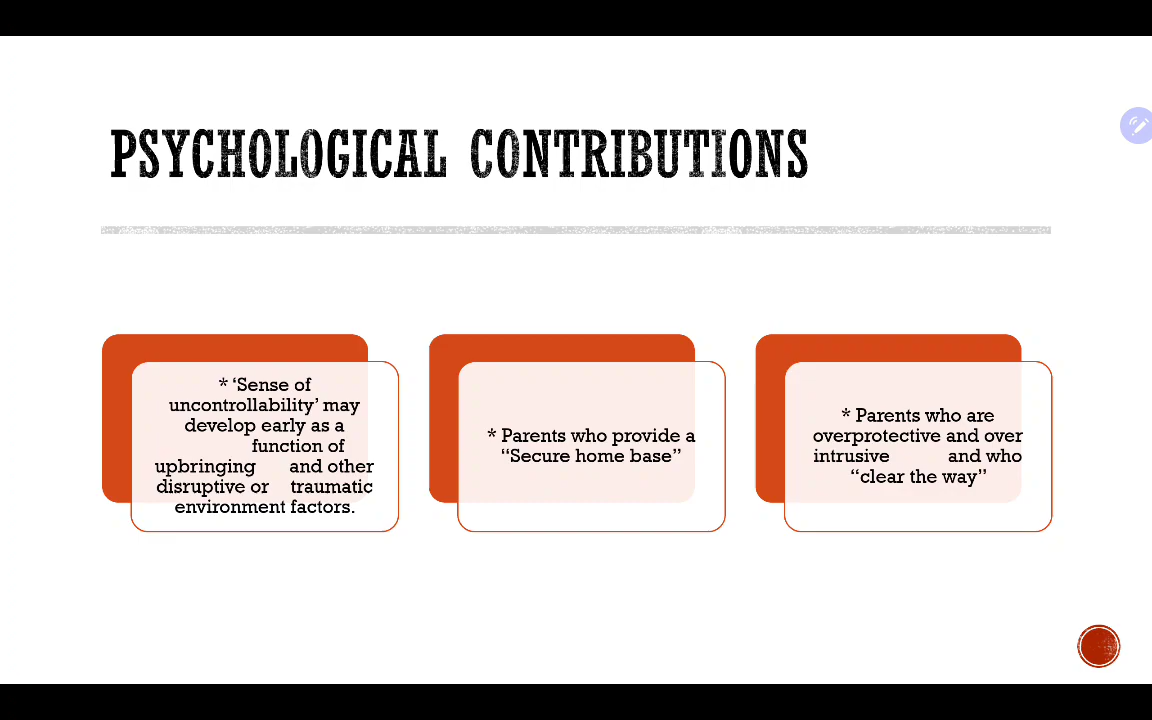 PSYCHOLOGICAL CONTRIBUTIONS
* ‘Sense of
uncontrollability’ may
develop early as a
function of
upbringing and other
disruptive or traumatic
environment factors.
* Parents who provide a
“Secure home base”
* Parents who are
overprotective and over
intrusive and who
“clear the way”